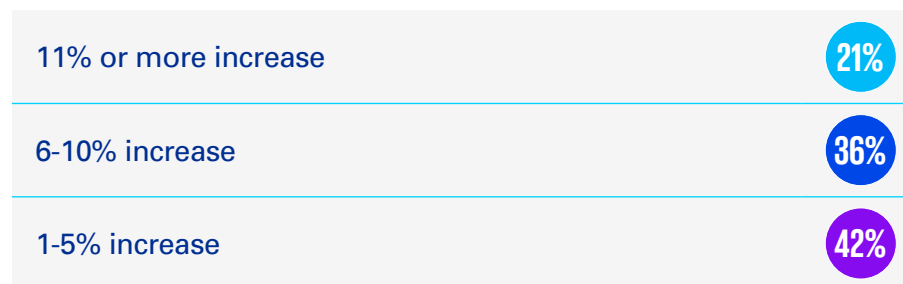 11% or more increase 21%
6-10% increase 36%
1-5% increase 42%